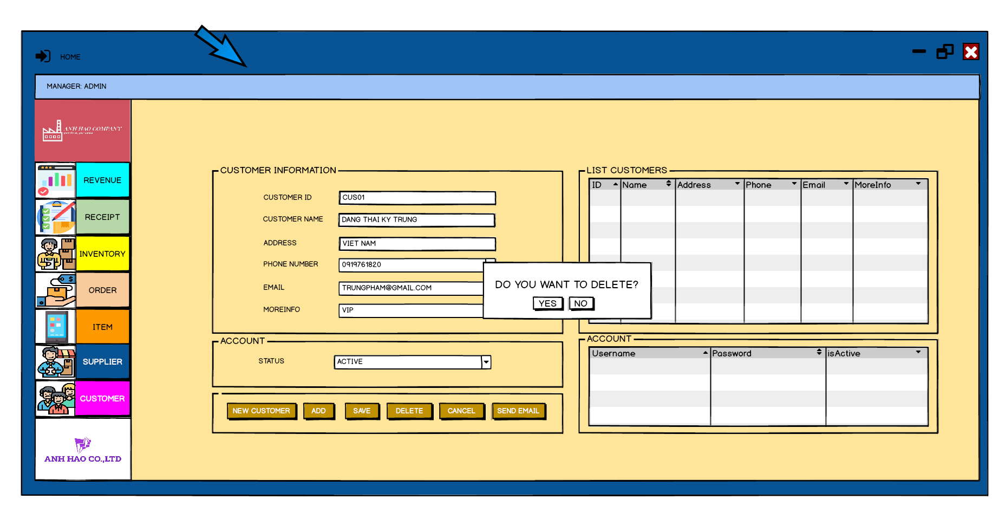 HOME
MANAGER: ADMIN
ANH HAO COMPANY
REVENUE
RECEIPT
INVENTORY
ORDER
ITEM
SUPPLIER
CUSTOMER
ANH HAO CO.,LTD
CUSTOMER INFORMATION
CUSTOMER ID CUS01
CUSTOMER NAME DANG THAI KY TRUNG
ADDRESS VIET NAM
PHONE NUMBER 0919761820
EMAIL TRUNGPHAM@GMAIL.COM
MOREINFO VIP
ACCOUNT
STATUS ACTIVE
NEW CUSTOMER ADD SAVE DELETE CANCEL SEND EMAIL
DO YOU WANT TO DELETE?
YES NO
LIST CUSTOMERS
ID Name Address Phone Email MoreInfo
ACCOUNT
Username Password isActive